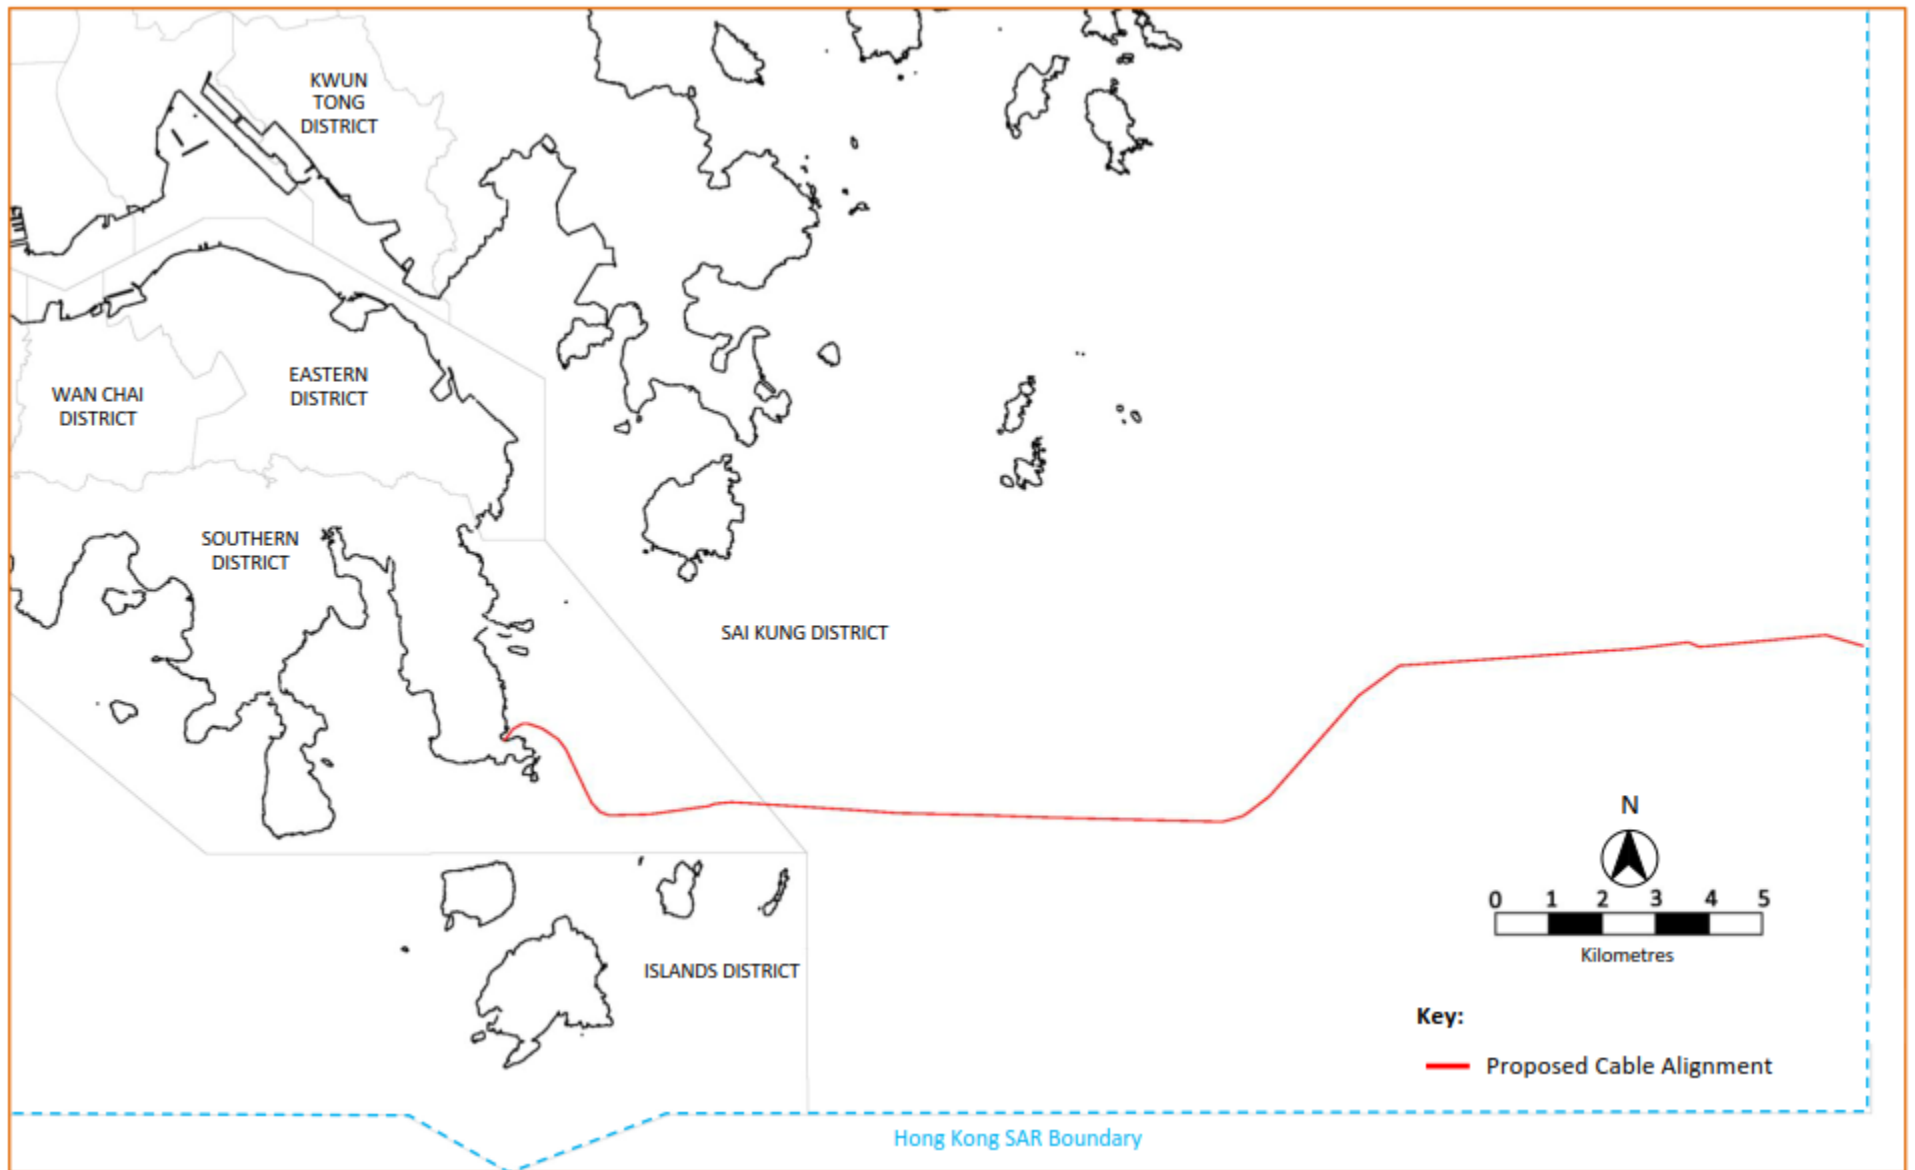 KWUN
TONG
DISTRICT
EASTERN
DISTRICT
WAN CHAI
DISTRICT
SOUTHERN
DISTRICT
SAI KUNG DISTRICT
N
0 1 2 3 4 5
Kilometres
ISLANDS DISTRICT
Key:
Proposed Cable Alignment
Hong Kong SAR Boundary